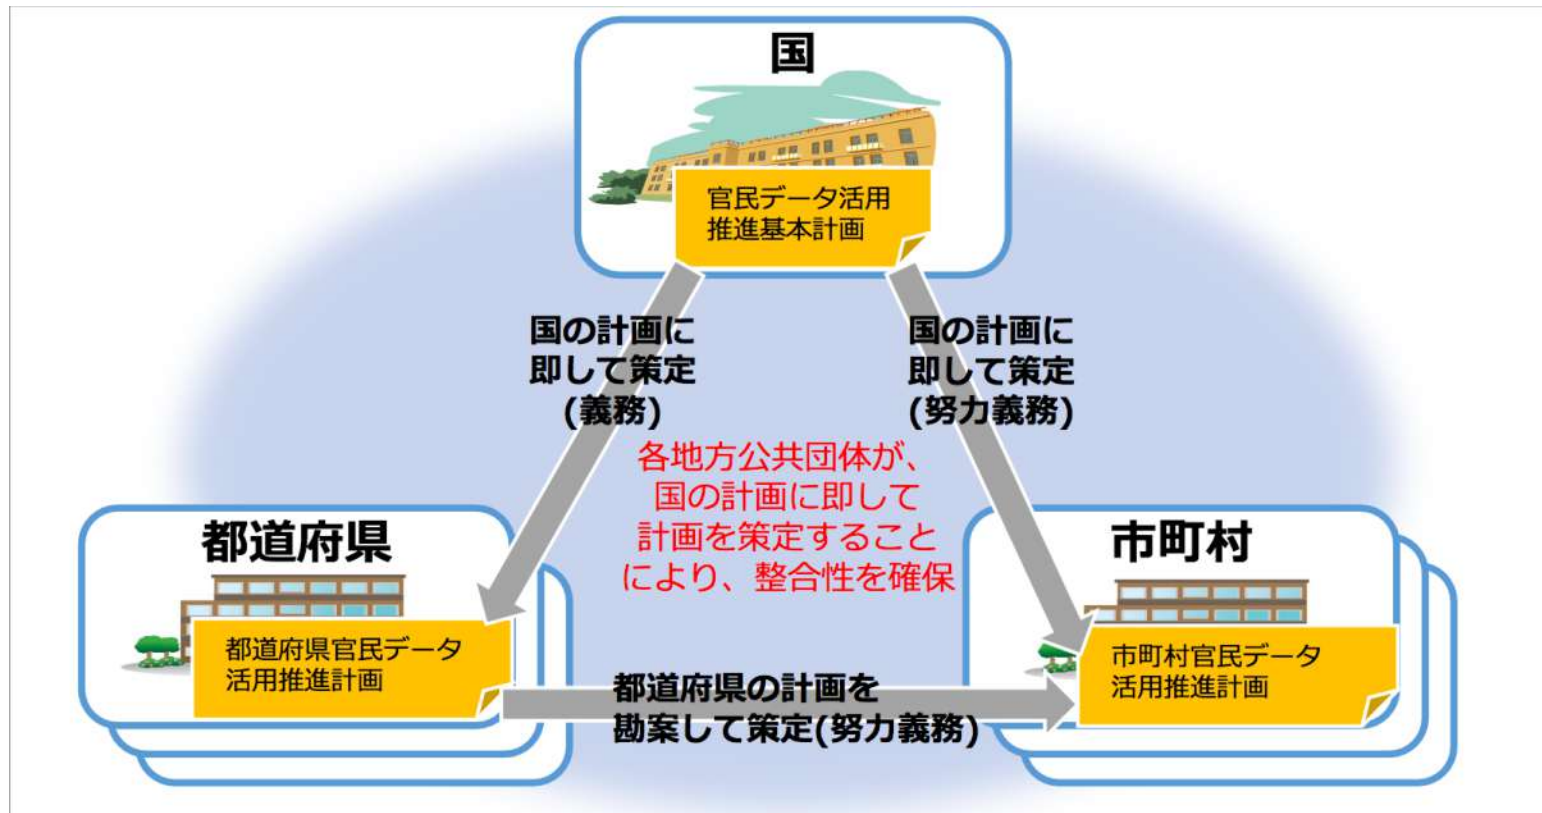 国
官民データ活用
推進基本計画
国の計画に
即して策定
(義務)
国の計画に
即して策定
(努力義務)
各地方公共団体が、
国の計画に即して
計画を策定すること
により、整合性を確保
都道府県
都道府県官民データ
活用推進計画
市町村
市町村官民データ
活用推進計画
都道府県の計画を
勘案して策定(努力義務)